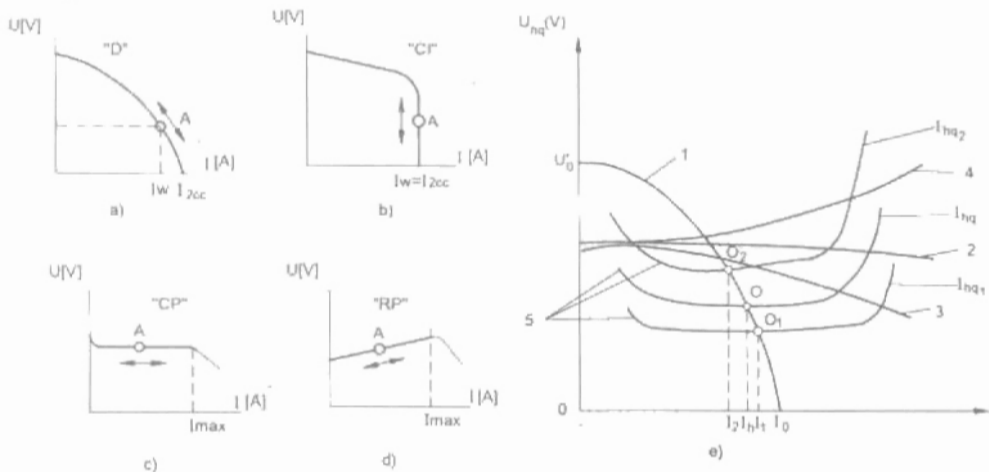 U[V]
"D"
A
I [A]
Iw I2cc
a)
U[V]
"CI"
A
I [A]
Iw=I2cc
b)
U[V]
"CP"
A
I [A]
Imax
c)
U[V]
"RP"
A
I [A]
Imax
d)
Uhq(V)
U'0
1
Ihq2
4
Ihq
2
Ihq1
3
5
O2
O
O1
0
I2 Ih I1 I0
e)